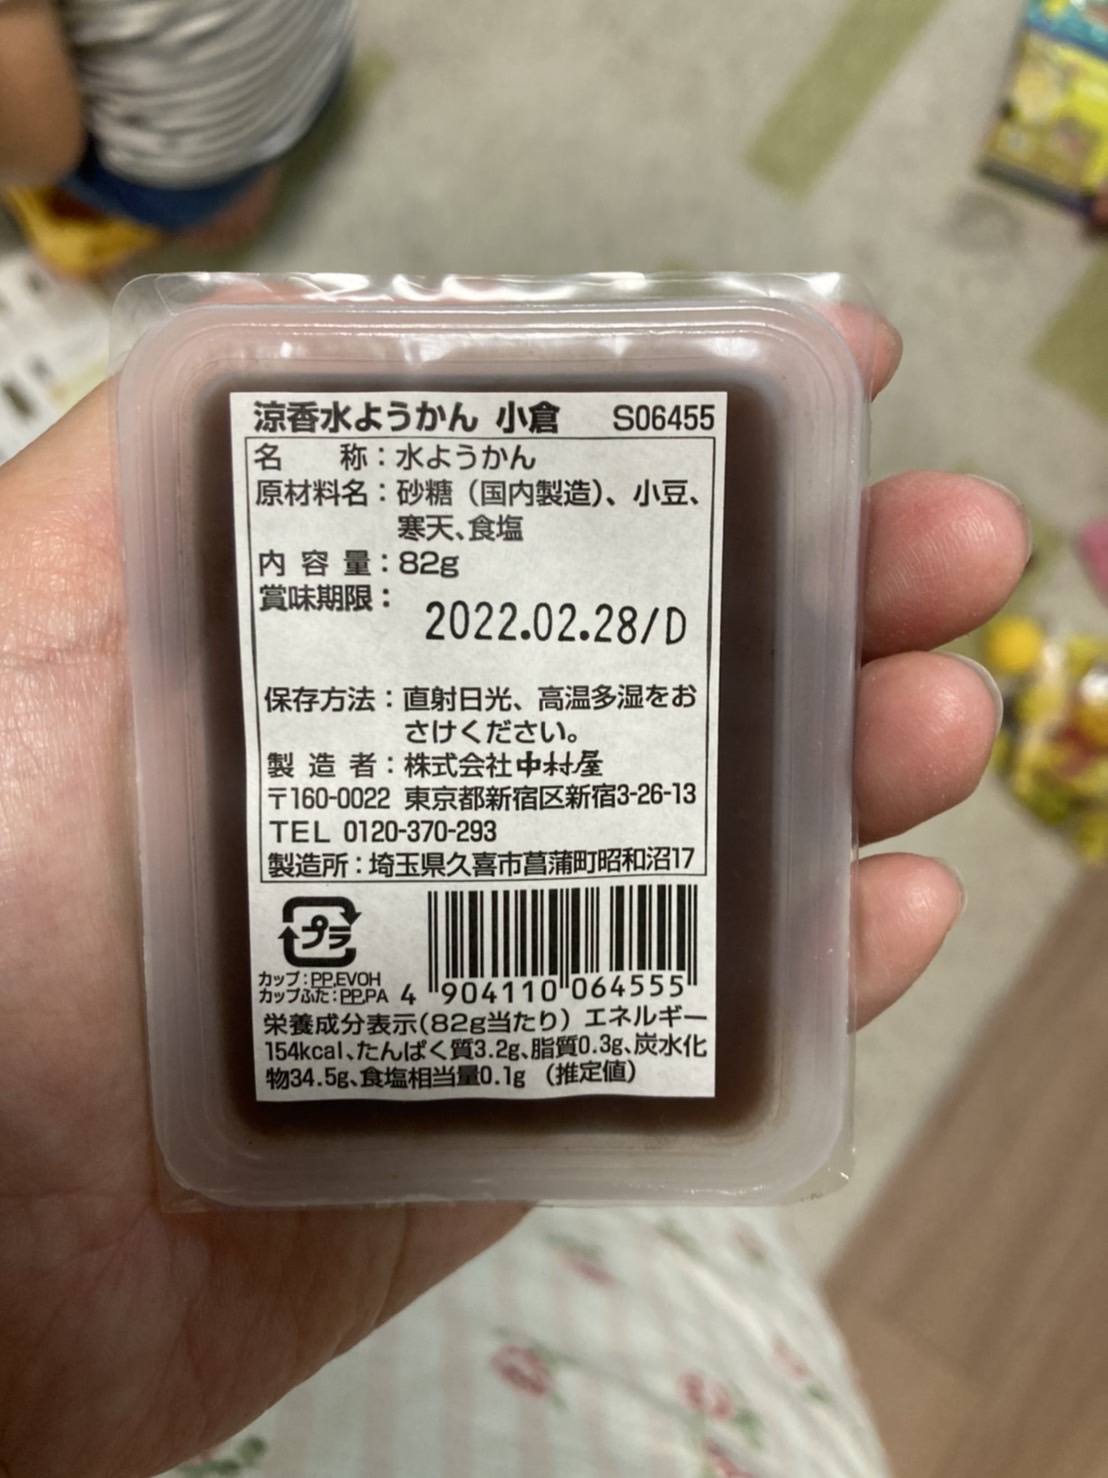 涼香水ようかん 小倉 S06455
名称：水ようかん
原材料名：砂糖（国内製造）、小豆、
寒天、食塩
内容量：82g
賞味期限：
2022.02.28/D
保存方法：直射日光、高温多湿をお
さけください。
製造者：株式会社中村屋
〒160-0022 東京都新宿区新宿3-26-13
TEL 0120-370-293
製造所：埼玉県久喜市菖蒲町昭和沼17
プラ
カップ：PP,EVOH
カップふた：PP,PA
4 904110 064555
栄養成分表示（82g当たり）エネルギー
154kcal、たんぱく質3.2g、脂質0.3g、炭水化
物34.5g、食塩相当量0.1g （推定値）